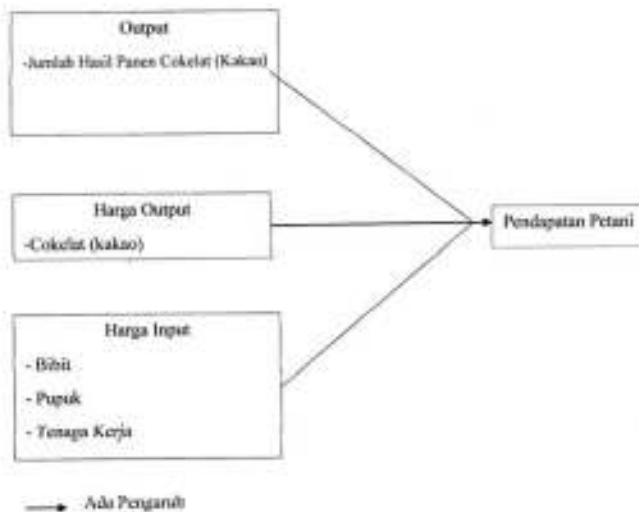 Output
-Jumlah Hasil Panen Cokelat (Kakao)
Harga Output
-Cokelat (kakao)
Pendapatan Petani
Harga Input
- Bibit
- Pupuk
- Tenaga Kerja
Ada Pengaruh